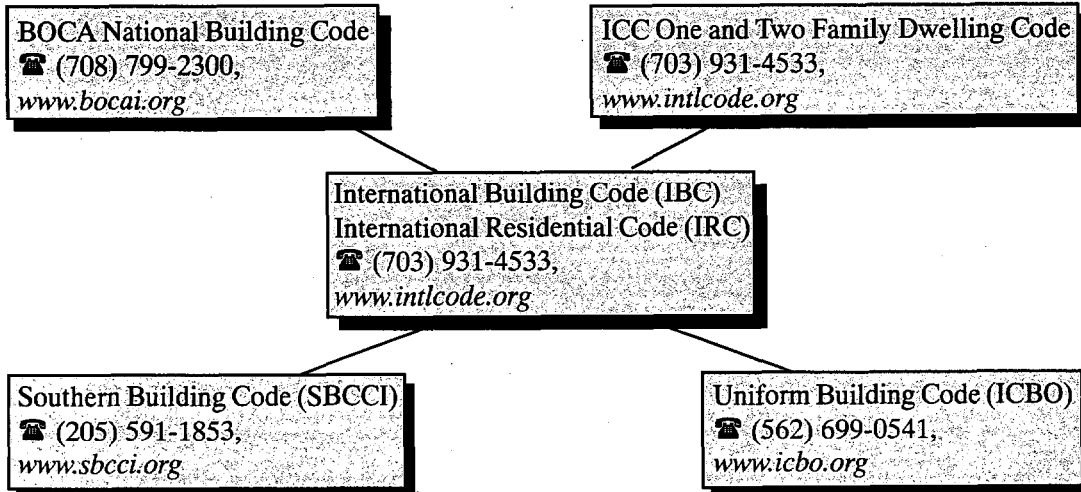 BOCA National Building Code
☎ (708) 799-2300,
www.bocai.org
ICC One and Two Family Dwelling Code
☎ (703) 931-4533,
www.intlcode.org
International Building Code (IBC)
International Residential Code (IRC)
☎ (703) 931-4533,
www.intlcode.org
Southern Building Code (SBCCI)
☎ (205) 591-1853,
www.sbcci.org
Uniform Building Code (ICBO)
☎ (562) 699-0541,
www.icbo.org